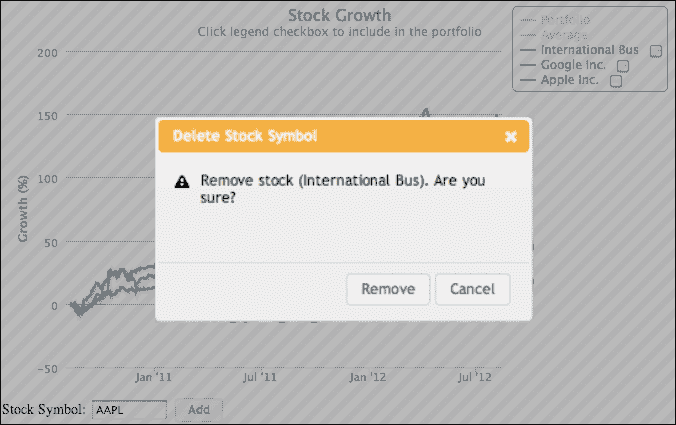 Stock Growth
Click legend checkbox to include in the portfolio
Portfolio
Average
International Bus
Google Inc.
Apple Inc.
200
150
100
50
0
-50
Growth (%)
Delete Stock Symbol
Remove stock (International Bus). Are you
sure?
Remove Cancel
Jan '11 Jul '11 Jan '12 Jul '12
Stock Symbol: AAPL Add